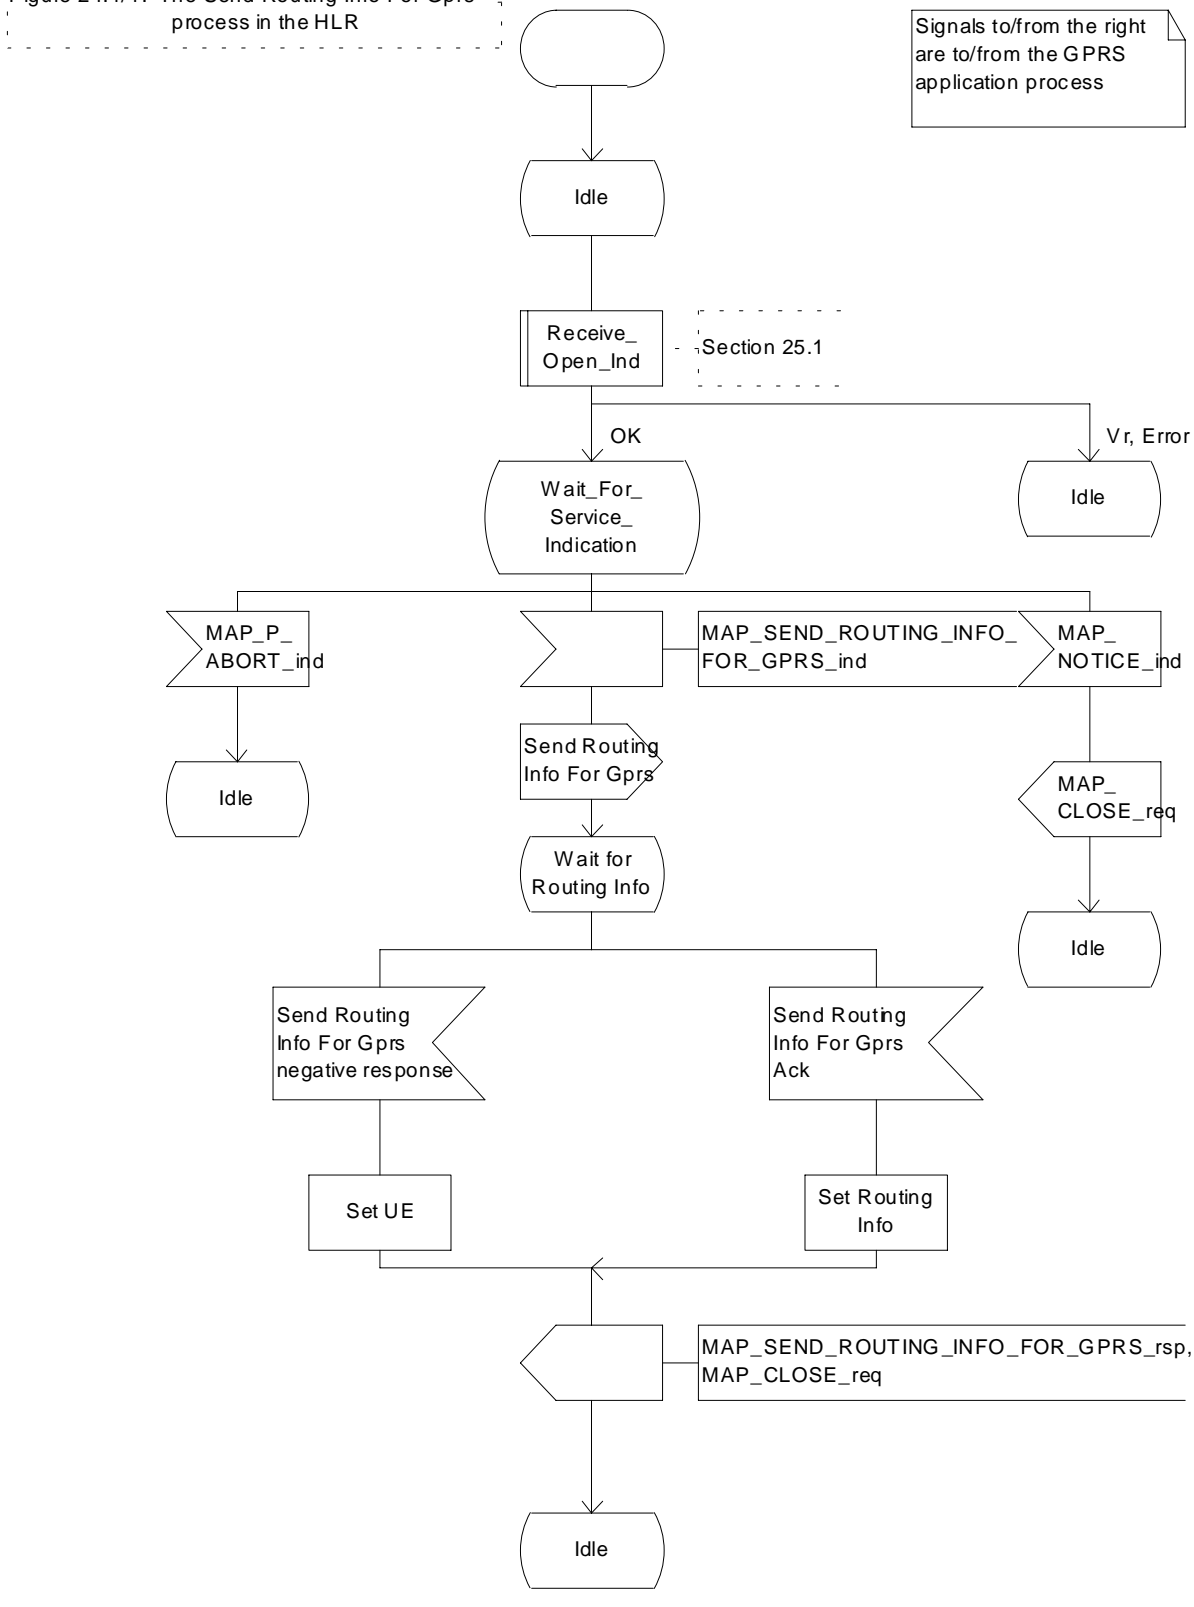 process in the HLR
Signals to/from the right
are to/from the GPRS
application process
Idle
Receive_
Open_Ind
Section 25.1
OK
Vr, Error
Wait_For_
Service_
Indication
Idle
MAP_P_
ABORT_ind
MAP_SEND_ROUTING_INFO_
FOR_GPRS_ind
MAP_
NOTICE_ind
Send Routing
Info For Gprs
Idle
MAP_
CLOSE_req
Wait for
Routing Info
Idle
Send Routing
Info For Gprs
negative response
Send Routing
Info For Gprs
Ack
Set UE
Set Routing
Info
MAP_SEND_ROUTING_INFO_FOR_GPRS_rsp,
MAP_CLOSE_req
Idle